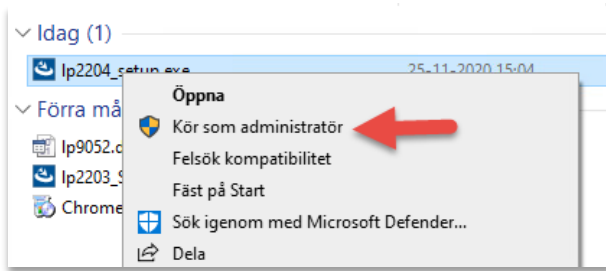 Idag (1)
lp2204_setup.exe 25-11-2020 15:04
Öppna
Förra må
Kör som administratör
lp9052.c
Felsök kompatibilitet
lp2203_S
Fäst på Start
Chrome
Sök igenom med Microsoft Defender...
Dela